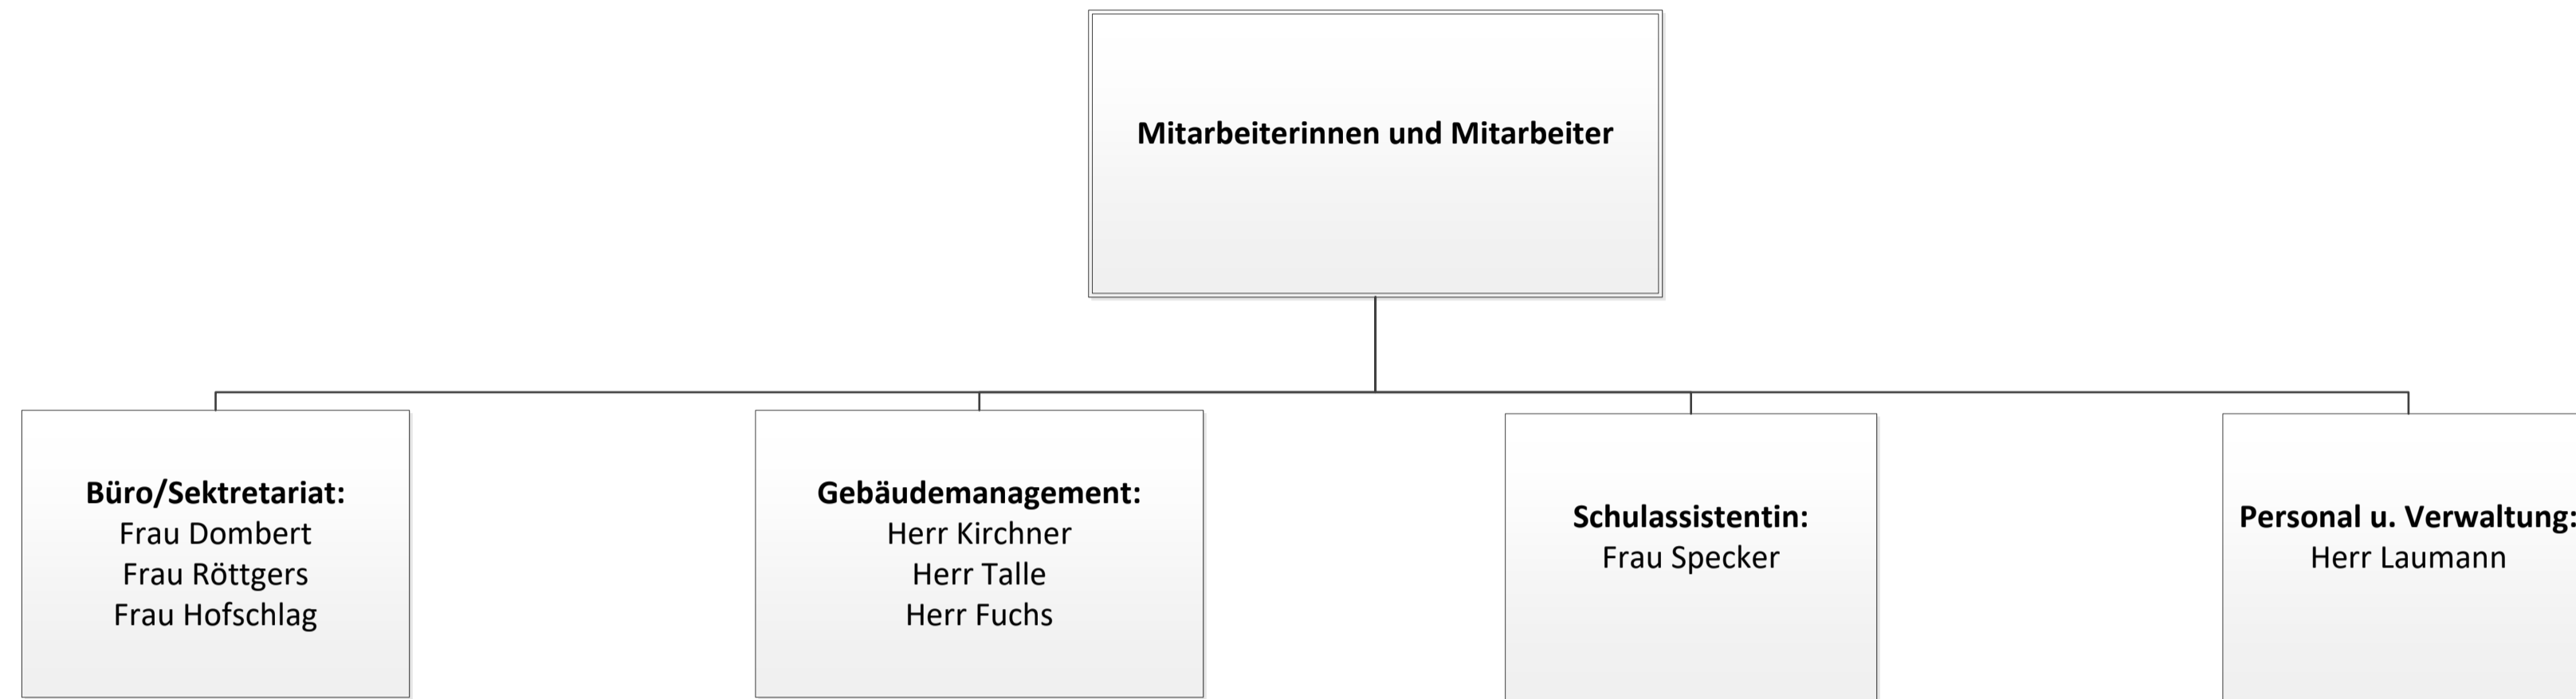 Mitarbeiterinnen und Mitarbeiter
Büro/Sektretariat:
Frau Dombert
Frau Röttgers
Frau Hofschlag
Gebäudemanagement:
Herr Kirchner
Herr Talle
Herr Fuchs
Schulassistentin:
Frau Specker
Personal u. Verwaltung:
Herr Laumann